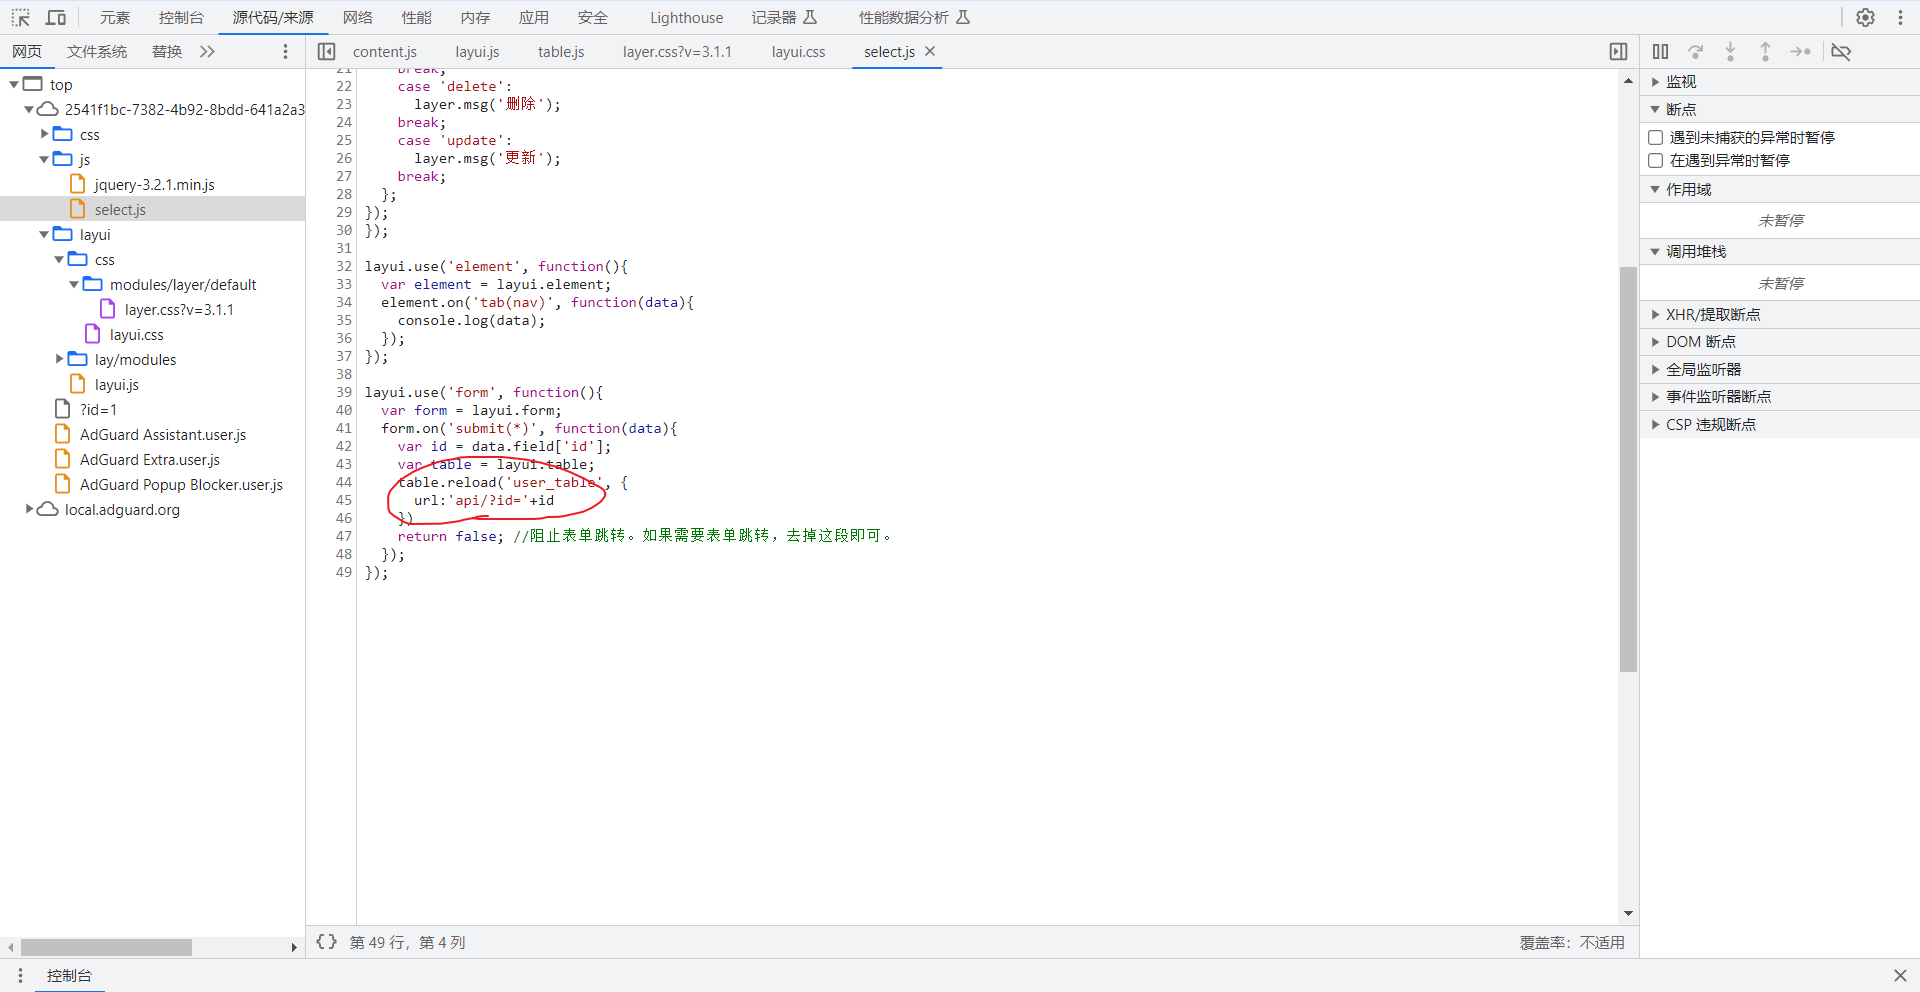 元素 控制台 源代码/来源 网络 性能 内存 应用 安全 Lighthouse 记录器 性能数据分析
网页 文件系统 替换
content.js layui.js table.js layer.css?v=3.1.1 layui.css select.js
top
2541f1bc-7382-4b92-8bdd-641a2a3
css
js
jquery-3.2.1.min.js
select.js
layui
css
modules/layer/default
layer.css?v=3.1.1
layui.css
lay/modules
layui.js
?id=1
AdGuard Assistant.user.js
AdGuard Extra.user.js
AdGuard Popup Blocker.user.js
local.adguard.org
21 break;
22 case 'delete':
23 layer.msg('删除');
24 break;
25 case 'update':
26 layer.msg('更新');
27 break;
28 };
29 });
30 });
31
32 layui.use('element', function(){
33 var element = layui.element;
34 element.on('tab(nav)', function(data){
35 console.log(data);
36 });
37 });
38
39 layui.use('form', function(){
40 var form = layui.form;
41 form.on('submit(*)', function(data){
42 var id = data.field['id'];
43 var table = layui.table;
44 table.reload('user_table', {
45 url:'api/?id='+id
46 })
47 return false; //阻止表单跳转。如果需要表单跳转，去掉这段即可。
48 });
49 });
{} 第 49 行，第 4 列
覆盖率：不适用
监视
断点
遇到未捕获的异常时暂停
在遇到异常时暂停
作用域
未暂停
调用堆栈
未暂停
XHR/提取断点
DOM 断点
全局监听器
事件监听器断点
CSP 违规断点
控制台